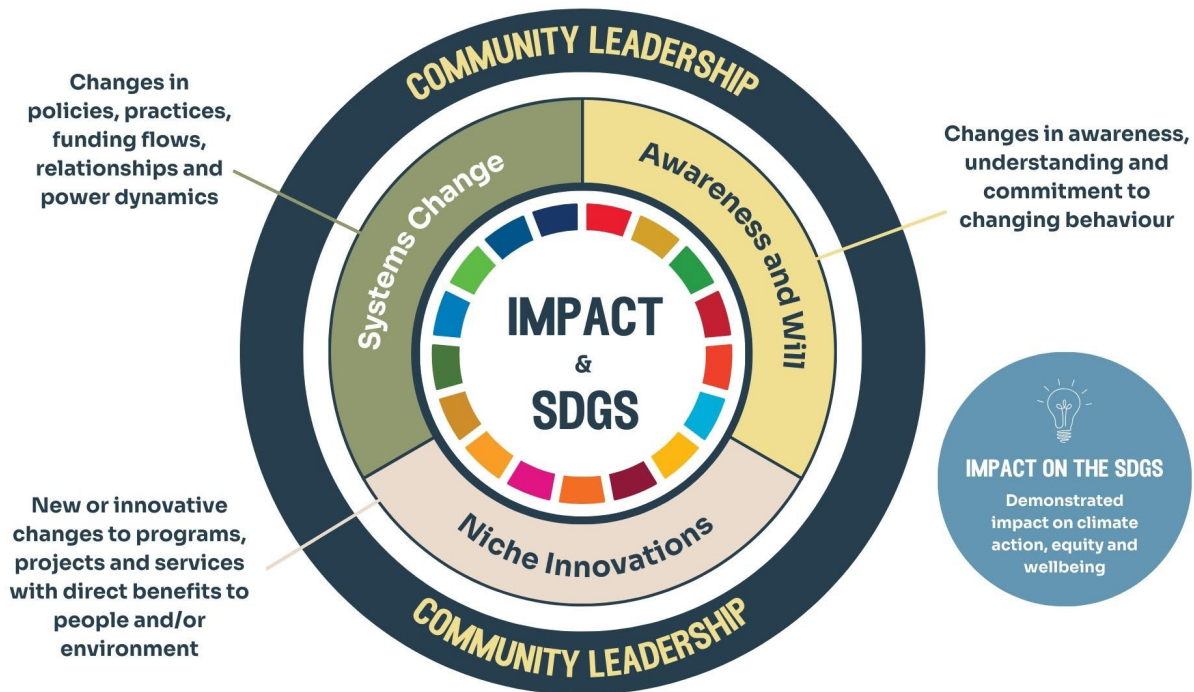 COMMUNITY LEADERSHIP
Changes in
policies, practices,
funding flows,
relationships and
power dynamics
Systems Change
Awareness and Will
Changes in awareness,
understanding and
commitment to
changing behaviour
IMPACT
&
SDGS
IMPACT ON THE SDGS
Demonstrated
impact on climate
action, equity and
wellbeing
New or innovative
changes to programs,
projects and services
with direct benefits to
people and/or
environment
Niche Innovations
COMMUNITY LEADERSHIP